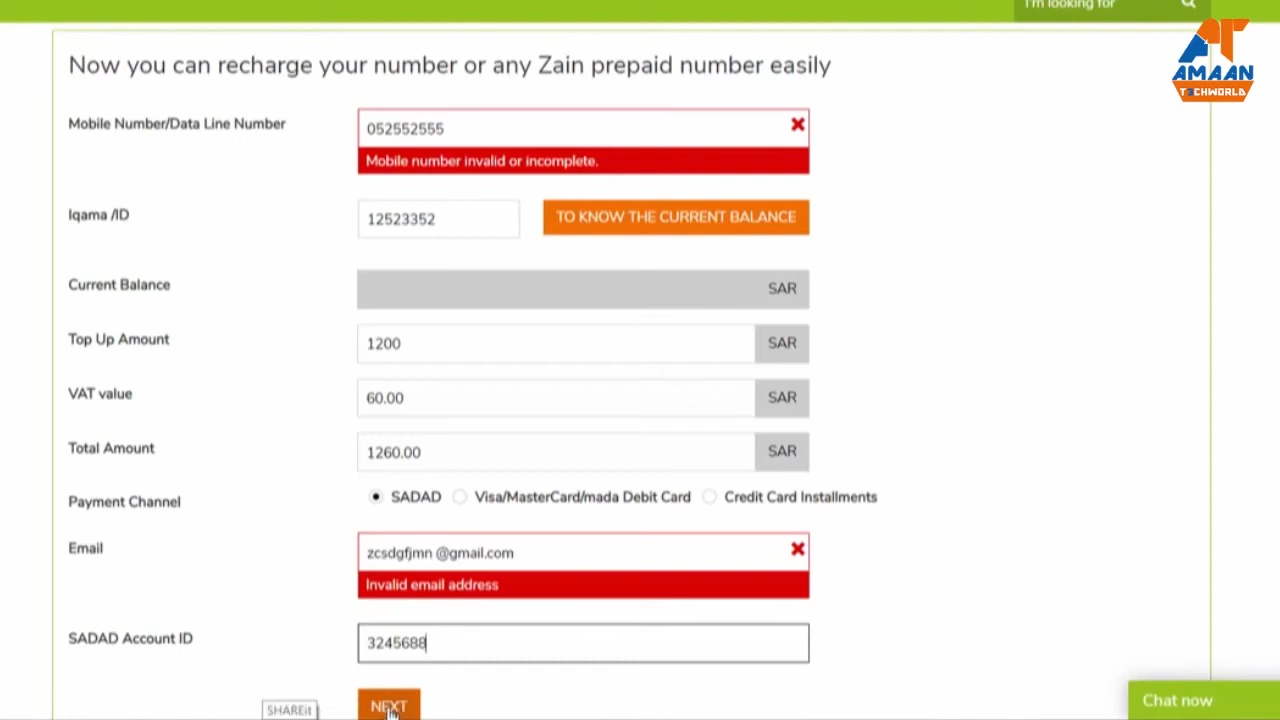 I'm looking for
AT
AMAAN
TECHWORLD
Now you can recharge your number or any Zain prepaid number easily
Mobile Number/Data Line Number
052552555
Mobile number invalid or incomplete.
Iqama /ID
12523352
TO KNOW THE CURRENT BALANCE
Current Balance
SAR
Top Up Amount
1200
SAR
VAT value
60.00
SAR
Total Amount
1260.00
SAR
Payment Channel
SADAD
Visa/MasterCard/mada Debit Card
Credit Card Installments
Email
zcsdgfjmn @gmail.com
Invalid email address
SADAD Account ID
3245688
SHAREit
NEXT
Chat now